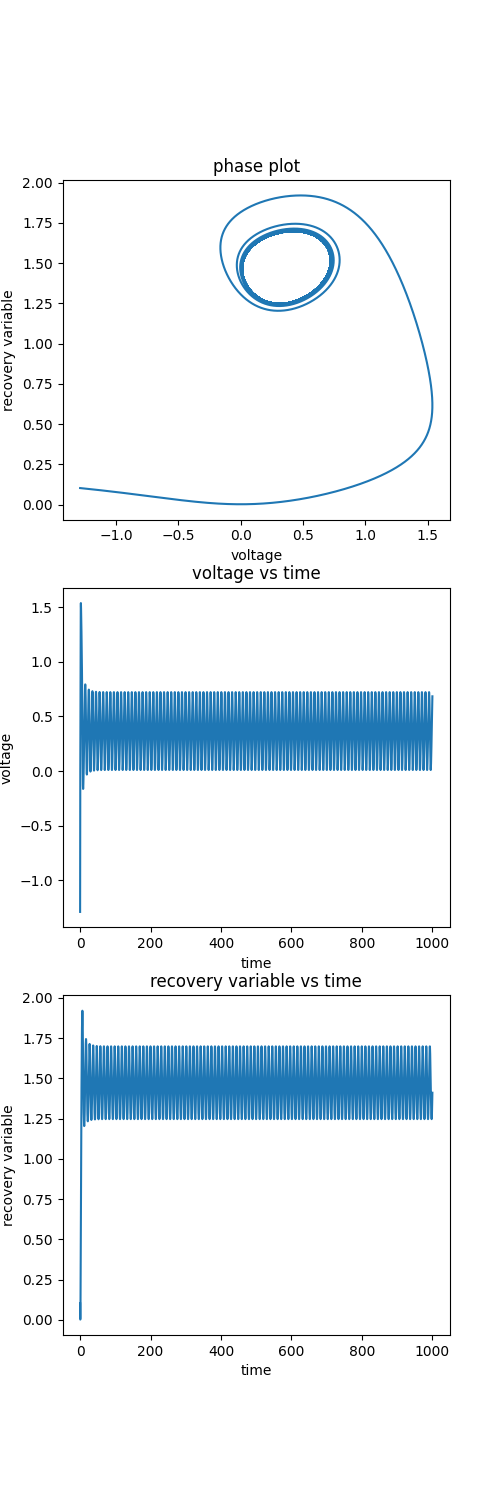 phase plot
2.00
1.75
1.50
1.25
1.00
0.75
0.50
0.25
0.00
recovery variable
−1.0 −0.5 0.0 0.5 1.0 1.5
voltage
voltage vs time
1.5
1.0
0.5
0.0
−0.5
−1.0
voltage
0 200 400 600 800 1000
time
recovery variable vs time
2.00
1.75
1.50
1.25
1.00
0.75
0.50
0.25
0.00
recovery variable
0 200 400 600 800 1000
time